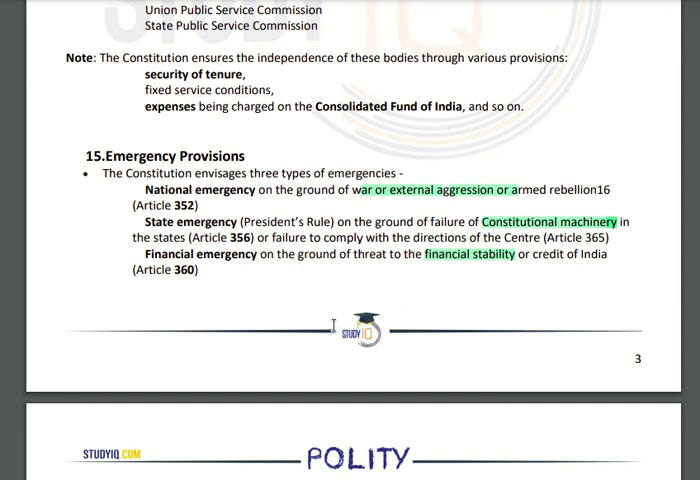 Union Public Service Commission
State Public Service Commission
Note: The Constitution ensures the independence of these bodies through various provisions:
security of tenure,
fixed service conditions,
expenses being charged on the Consolidated Fund of India, and so on.
15.Emergency Provisions
• The Constitution envisages three types of emergencies -
National emergency on the ground of war or external aggression or armed rebellion16
(Article 352)
State emergency (President's Rule) on the ground of failure of Constitutional machinery in
the states (Article 356) or failure to comply with the directions of the Centre (Article 365)
Financial emergency on the ground of threat to the financial stability or credit of India
(Article 360)
STUDY IQ
3
STUDYIQ.COM
POLITY